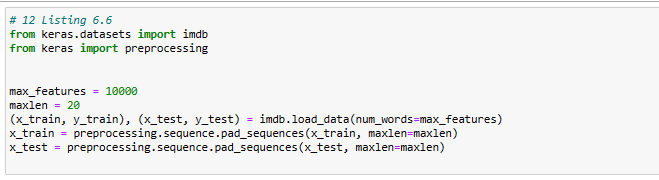 # 12 Listing 6.6
from keras.datasets import imdb
from keras import preprocessing
max_features = 10000
maxlen = 20
(x_train, y_train), (x_test, y_test) = imdb.load_data(num_words=max_features)
x_train = preprocessing.sequence.pad_sequences(x_train, maxlen=maxlen)
x_test = preprocessing.sequence.pad_sequences(x_test, maxlen=maxlen)